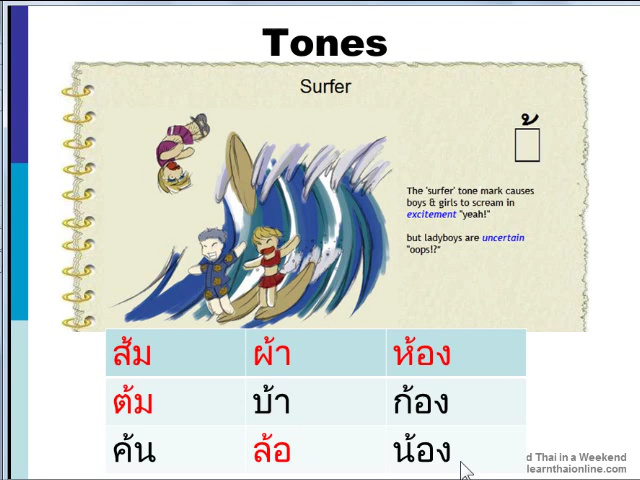 Tones
Surfer
The 'surfer' tone mark causes
boys & girls to scream in
excitement "yeah!"
but ladyboys are uncertain
"oops!?"
ส้ม ผ้า ห้อง
ต้ม บ้า ก้อง
ค้น ล้อ น้อง
d Thai in a Weekend
learnthaionline.com